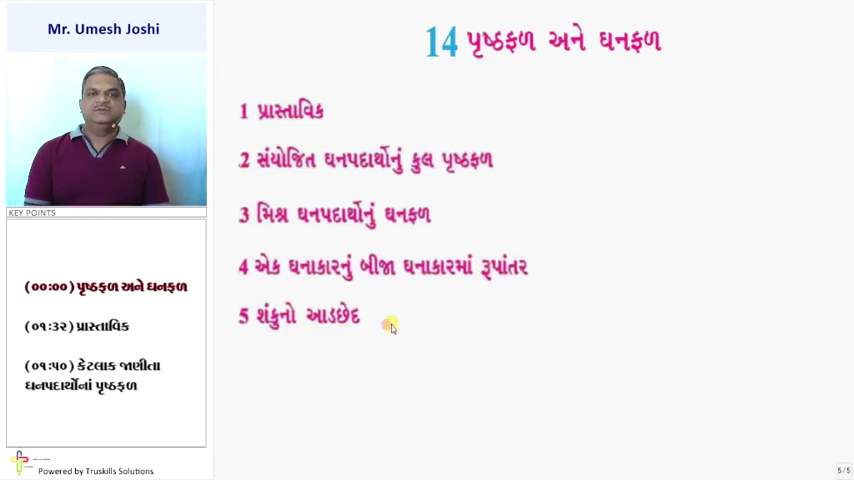 Mr. Umesh Joshi
14 પૃષ્ઠફળ અને ઘનફળ
1 પ્રાસ્તાવિક
2 સંયોજિત ઘનપદાર્થોનું કુલ પૃષ્ઠફળ
3 મિશ્ર ઘનપદાર્થોનું ઘનફળ
4 એક ઘનાકારનું બીજા ઘનાકારમાં રૂપાંતર
5 શંકુનો આડછેદ
KEY POINTS
(૦૦:૦૦) પૃષ્ઠફળ અને ઘનફળ
(૦૧:૩૨) પ્રાસ્તાવિક
(૦૧:૫૦) કેટલાક જાણીતા
ઘનપદાર્થોનાં પૃષ્ઠફળ
Powered by Truskills Solutions
5/5